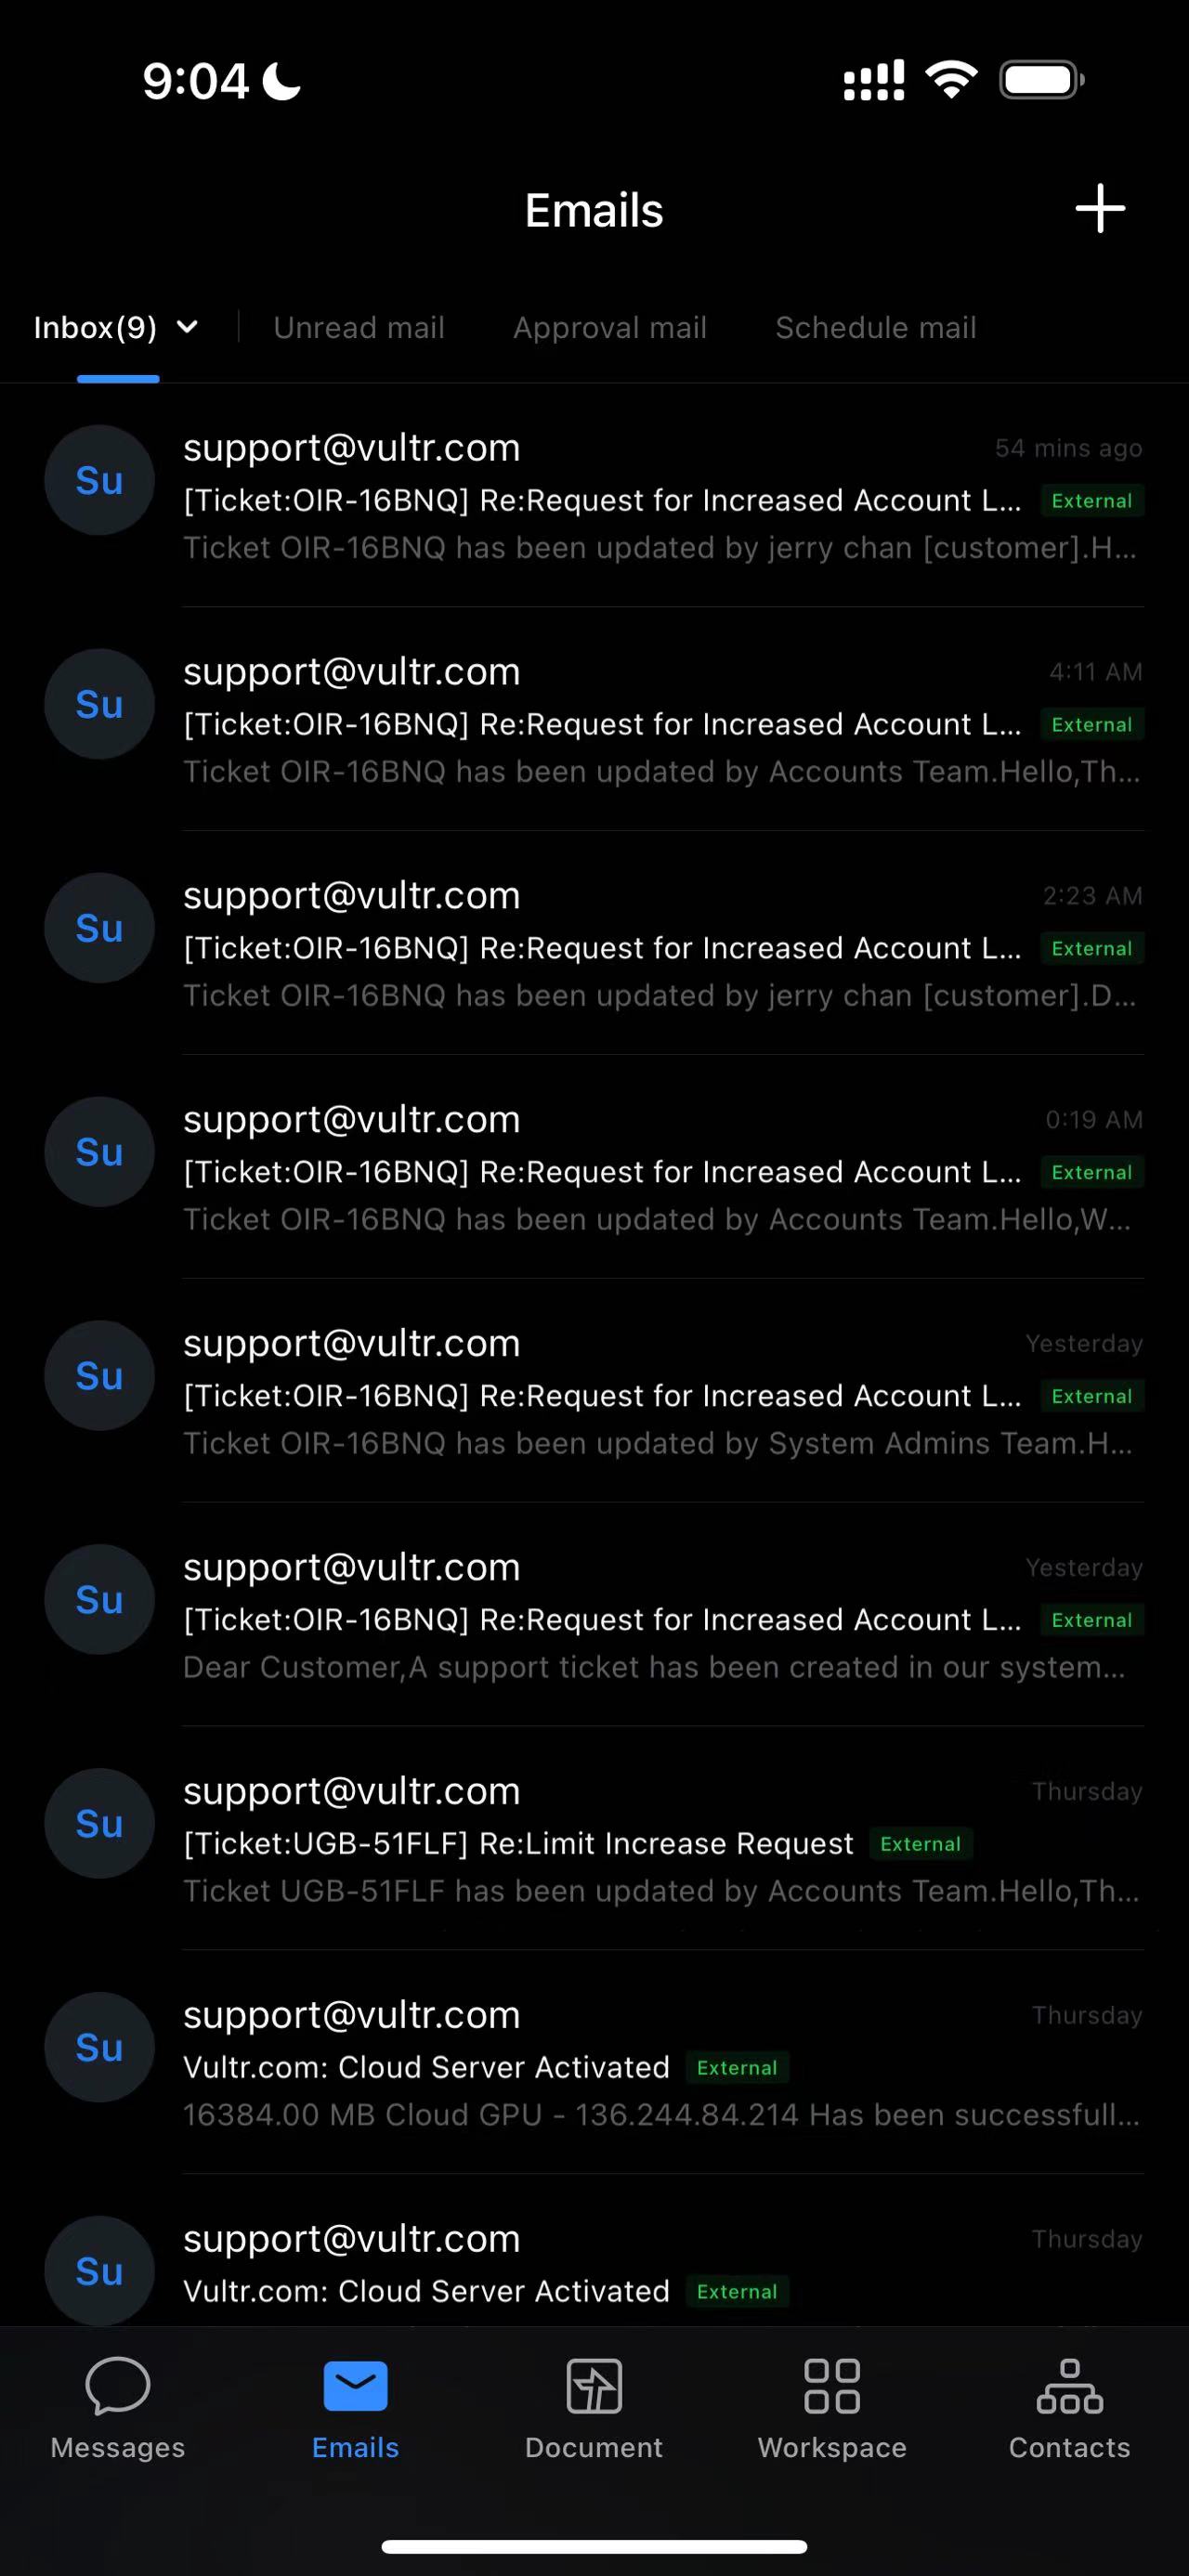 9:04
Emails
Inbox(9)
Unread mail
Approval mail
Schedule mail
Su
support@vultr.com
54 mins ago
[Ticket:OIR-16BNQ] Re:Request for Increased Account L...
External
Ticket OIR-16BNQ has been updated by jerry chan [customer].H...
Su
support@vultr.com
4:11 AM
[Ticket:OIR-16BNQ] Re:Request for Increased Account L...
External
Ticket OIR-16BNQ has been updated by Accounts Team.Hello,Th...
Su
support@vultr.com
2:23 AM
[Ticket:OIR-16BNQ] Re:Request for Increased Account L...
External
Ticket OIR-16BNQ has been updated by jerry chan [customer].D...
Su
support@vultr.com
0:19 AM
[Ticket:OIR-16BNQ] Re:Request for Increased Account L...
External
Ticket OIR-16BNQ has been updated by Accounts Team.Hello,W...
Su
support@vultr.com
Yesterday
[Ticket:OIR-16BNQ] Re:Request for Increased Account L...
External
Ticket OIR-16BNQ has been updated by System Admins Team.H...
Su
support@vultr.com
Yesterday
[Ticket:OIR-16BNQ] Re:Request for Increased Account L...
External
Dear Customer,A support ticket has been created in our system...
Su
support@vultr.com
Thursday
[Ticket:UGB-51FLF] Re:Limit Increase Request
External
Ticket UGB-51FLF has been updated by Accounts Team.Hello,Th...
Su
support@vultr.com
Thursday
Vultr.com: Cloud Server Activated
External
16384.00 MB Cloud GPU - 136.244.84.214 Has been successfull...
Su
support@vultr.com
Thursday
Vultr.com: Cloud Server Activated
External
Messages
Emails
Document
Workspace
Contacts